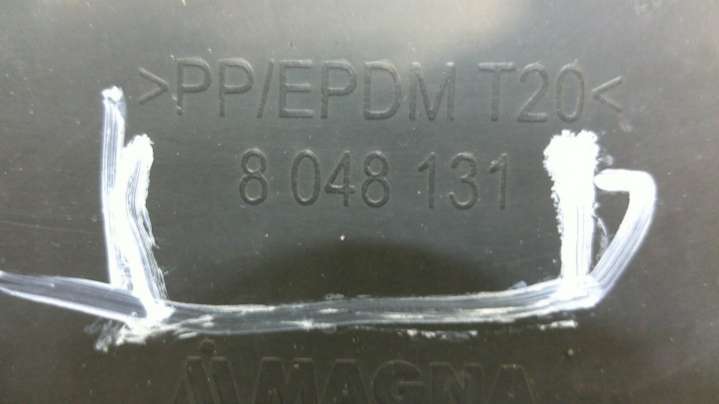 >PP/EPDM T20<
8 048 131
MAGNA